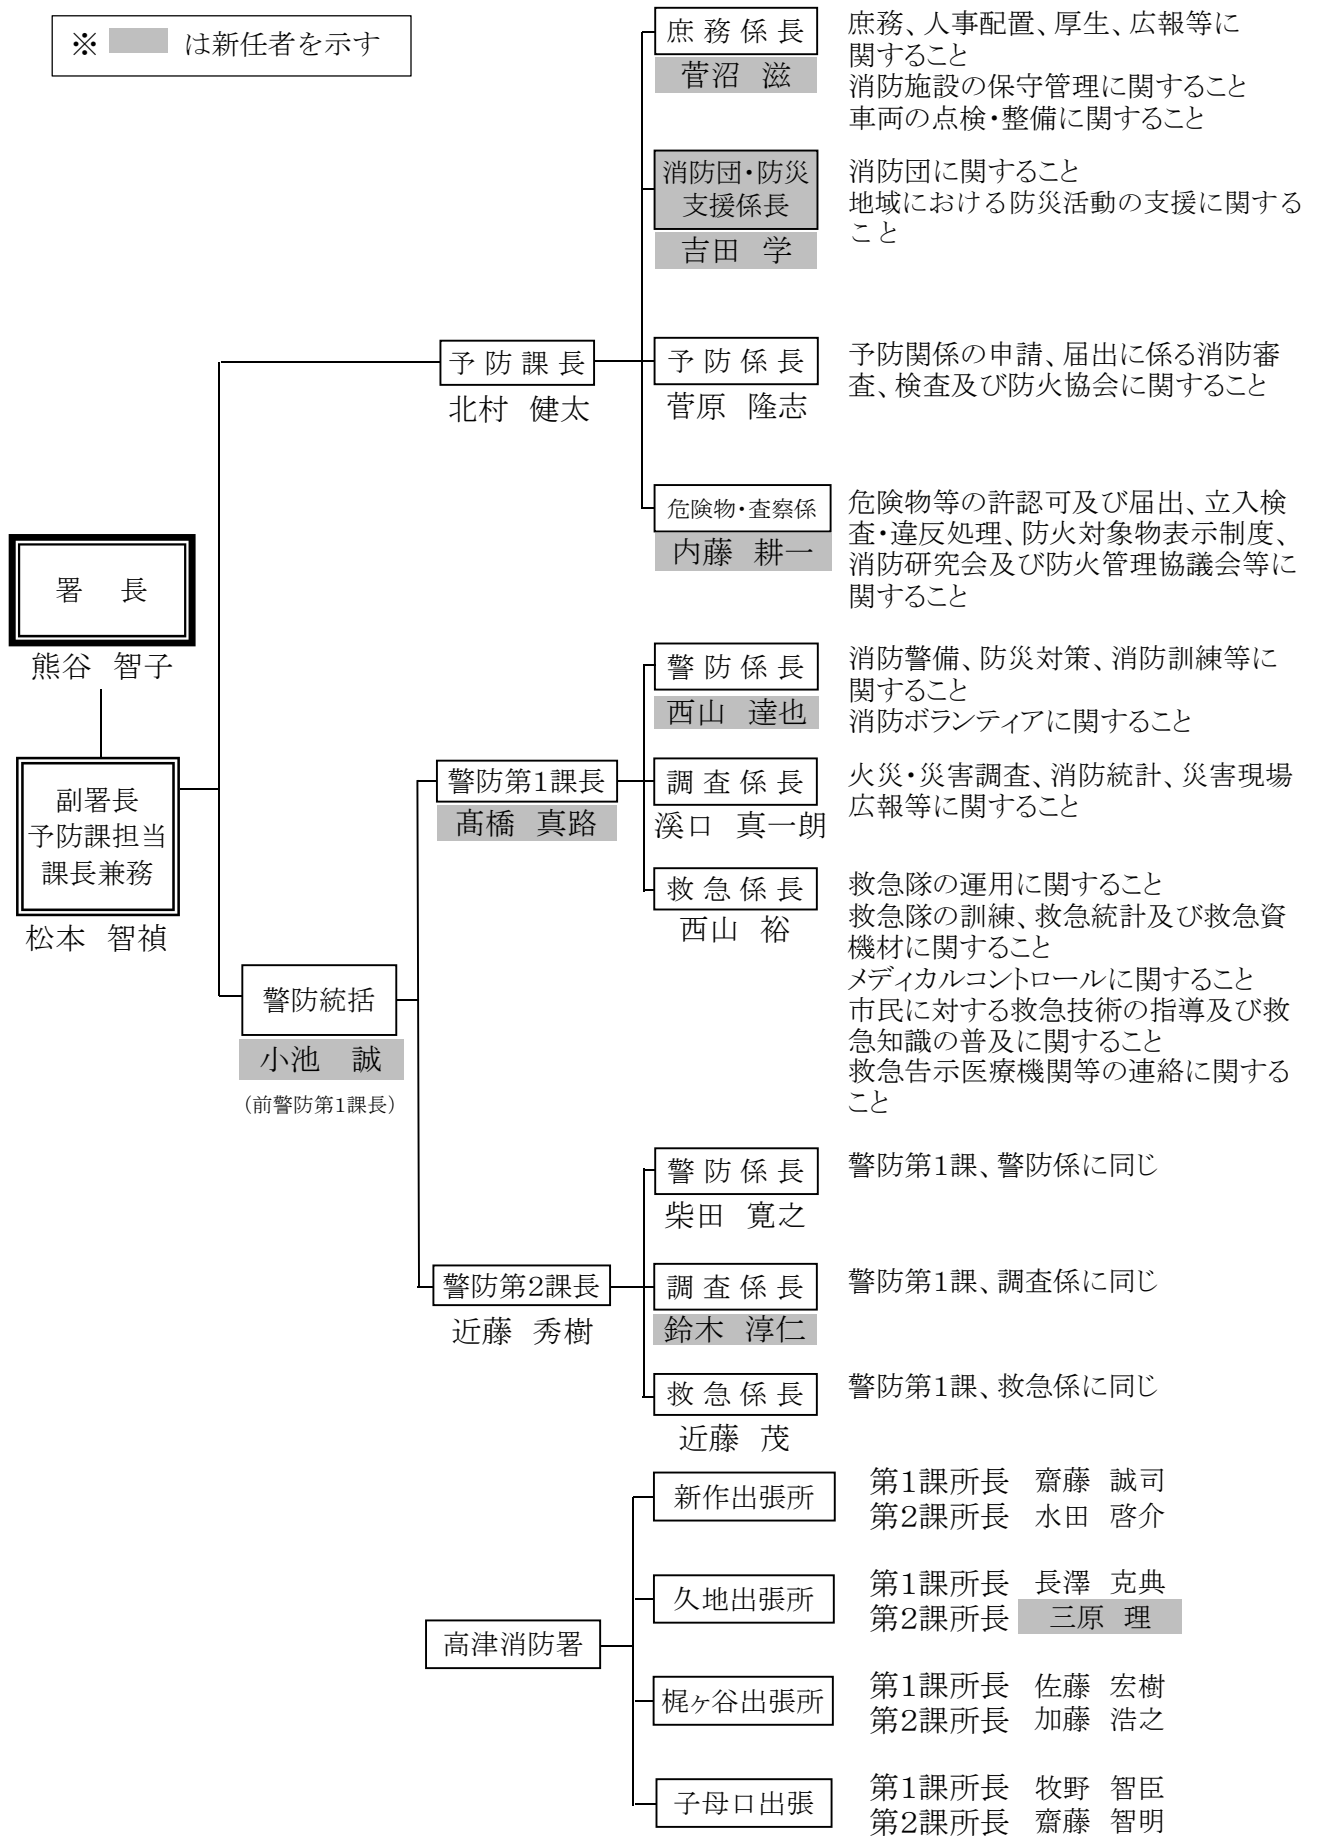 ※ は新任者を示す
庶務係長
菅沼 滋
庶務、人事配置、厚生、広報等に
関すること
消防施設の保守管理に関すること
車両の点検・整備に関すること
消防団・防災
支援係長
吉田 学
消防団に関すること
地域における防災活動の支援に関する
こと
予防課長
北村 健太
予防係長
菅原 隆志
予防関係の申請、届出に係る消防審
査、検査及び防火協会に関すること
危険物・査察係
内藤 耕一
危険物等の許認可及び届出、立入検
査・違反処理、防火対象物表示制度、
消防研究会及び防火管理協議会等に
関すること
署 長
熊谷 智子
副署長
予防課担当
課長兼務
松本 智禎
警防統括
小池 誠
（前警防第1課長）
警防第1課長
髙橋 真路
警防係長
西山 達也
消防警備、防災対策、消防訓練等に
関すること
消防ボランティアに関すること
調査係長
溪口 真一朗
火災・災害調査、消防統計、災害現場
広報等に関すること
救急係長
西山 裕
救急隊の運用に関すること
救急隊の訓練、救急統計及び救急資
機材に関すること
メディカルコントロールに関すること
市民に対する救急技術の指導及び救
急知識の普及に関すること
救急告示医療機関等の連絡に関する
こと
警防第2課長
近藤 秀樹
警防係長
柴田 寛之
警防第1課、警防係に同じ
調査係長
鈴木 淳仁
警防第1課、調査係に同じ
救急係長
近藤 茂
警防第1課、救急係に同じ
高津消防署
新作出張所
第1課所長 齋藤 誠司
第2課所長 水田 啓介
久地出張所
第1課所長 長澤 克典
第2課所長 三原 理
梶ヶ谷出張所
第1課所長 佐藤 宏樹
第2課所長 加藤 浩之
子母口出張
第1課所長 牧野 智臣
第2課所長 齋藤 智明